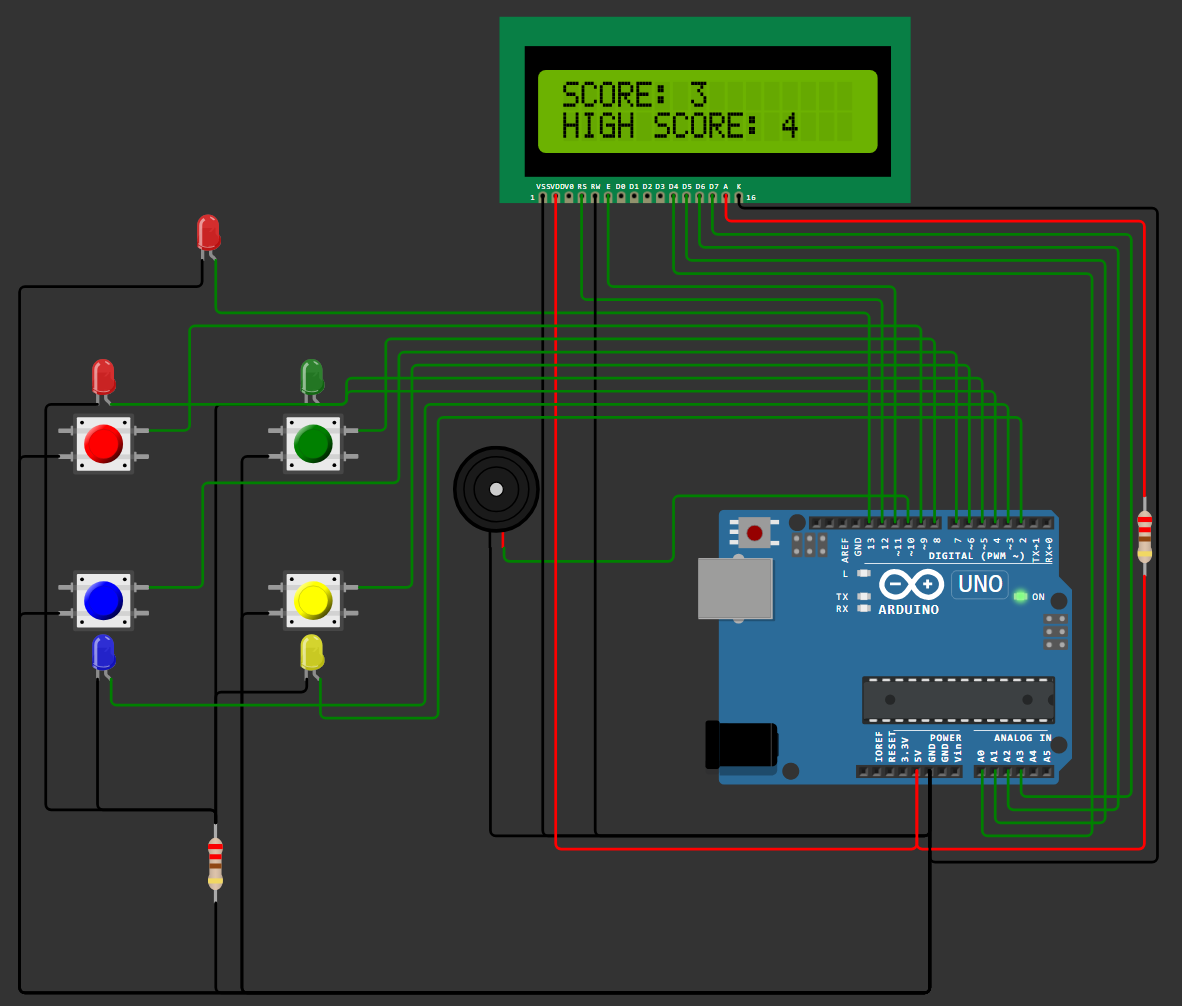 SCORE: 3
HIGH SCORE: 4
1 VSS VDD V0 RS RW E D0 D1 D2 D3 D4 D5 D6 D7 A K 16
AREF GND 13 12 ~11 ~10 ~9 8 7 ~6 ~5 4 ~3 2 TX→1 RX←0
DIGITAL (PWM ~)
L
TX
RX
UNO
ON
ARDUINO
POWER
ANALOG IN
IOREF RESET 3.3V 5V GND GND Vin A0 A1 A2 A3 A4 A5